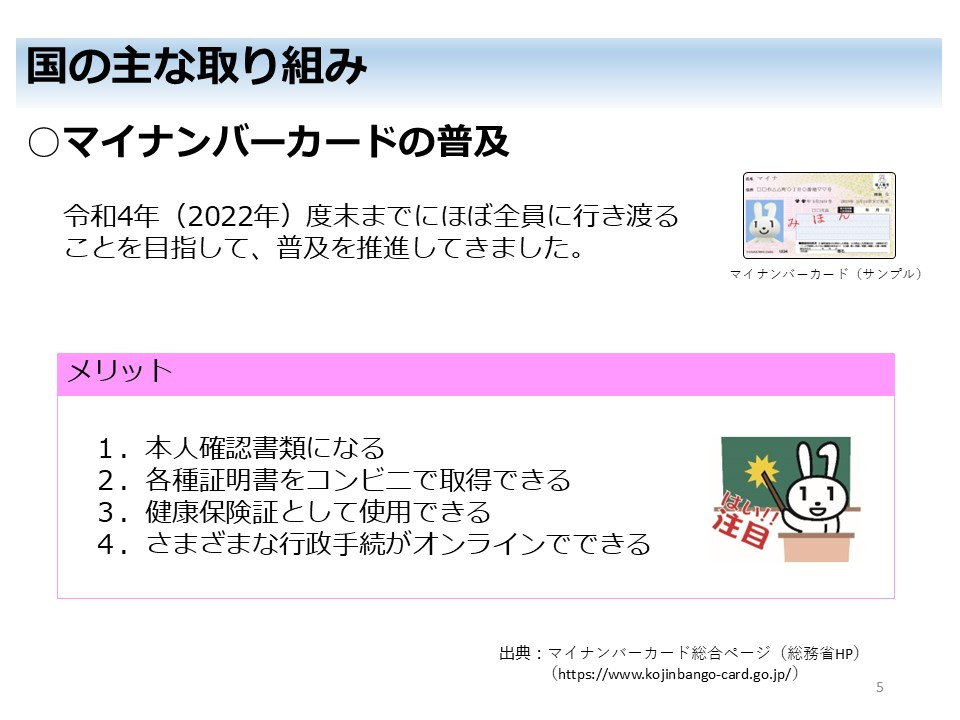 国の主な取り組み
○マイナンバーカードの普及
令和4年（2022年）度末までにほぼ全員に行き渡る
ことを目指して、普及を推進してきました。
み ほ ん
マイナンバーカード（サンプル）
メリット
１．本人確認書類になる
２．各種証明書をコンビニで取得できる
３．健康保険証として使用できる
４．さまざまな行政手続がオンラインでできる
はい!!
注目
出典：マイナンバーカード総合ページ（総務省HP）
（https://www.kojinbango-card.go.jp/）
5